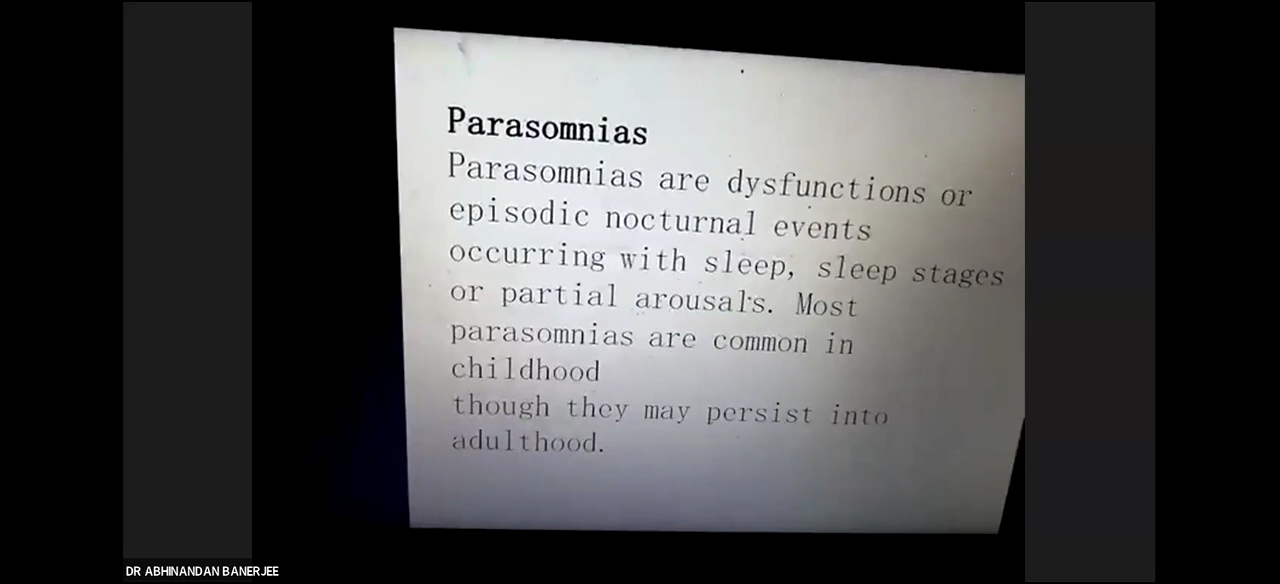 Parasomnias
Parasomnias are dysfunctions or
episodic nocturnal events
occurring with sleep, sleep stages
or partial arousals. Most
parasomnias are common in
childhood
though they may persist into
adulthood.
DR ABHINANDAN BANERJEE